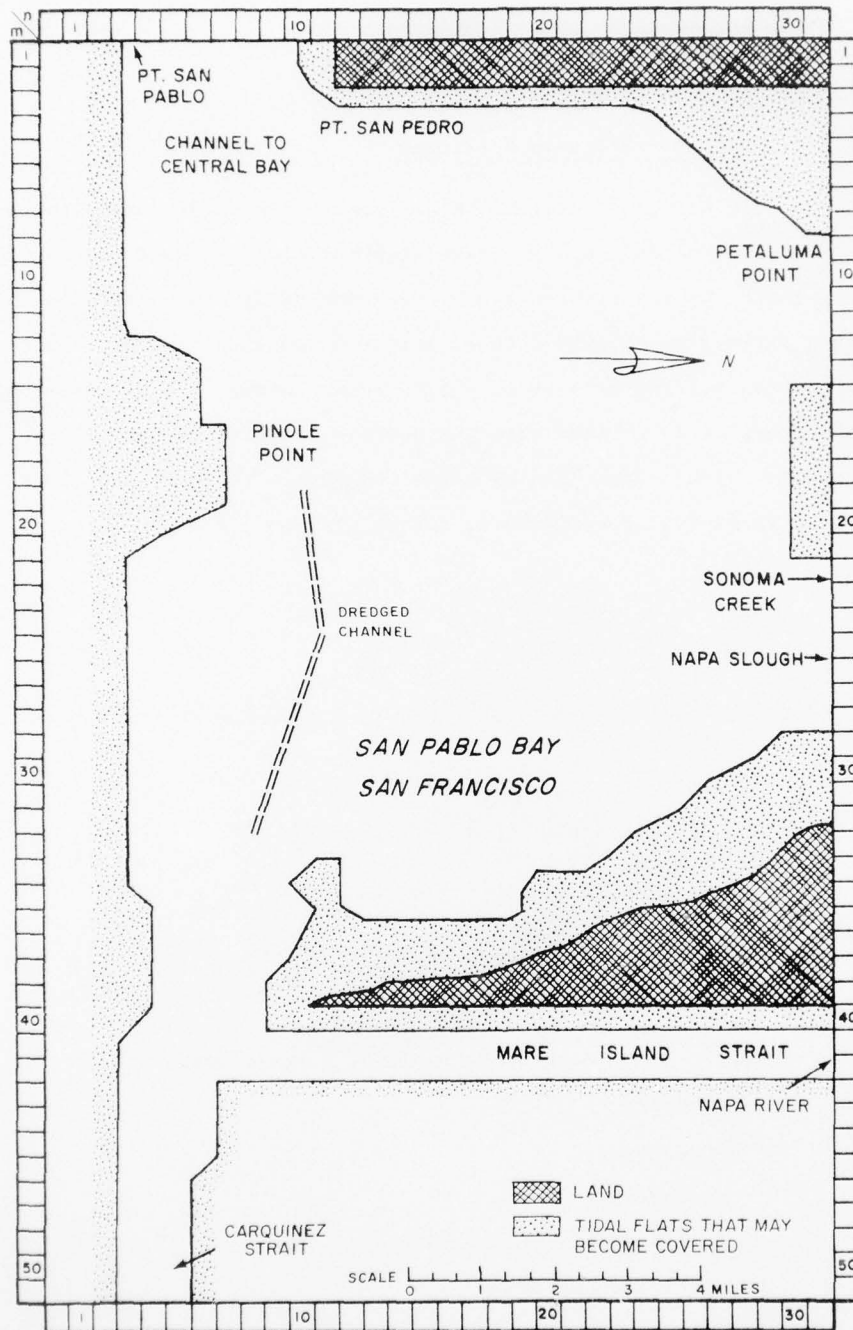 n
m
1
10
20
30
1
1
PT. SAN
PABLO
PT. SAN PEDRO
CHANNEL TO
CENTRAL BAY
PETALUMA
POINT
10
10
N
PINOLE
POINT
20
20
SONOMA
CREEK
DREDGED
CHANNEL
NAPA SLOUGH
SAN PABLO BAY
SAN FRANCISCO
30
30
40
40
MARE ISLAND STRAIT
NAPA RIVER
LAND
TIDAL FLATS THAT MAY
BECOME COVERED
CARQUINEZ
STRAIT
SCALE
0 1 2 3 4 MILES
50
50
1
10
20
30